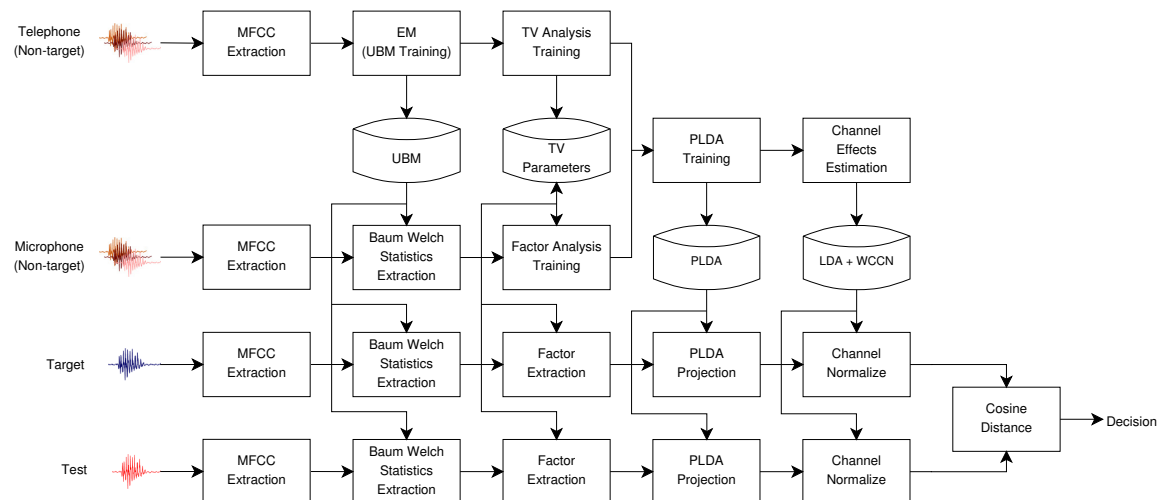 Telephone
(Non-target)
MFCC
Extraction
EM
(UBM Training)
TV Analysis
Training
UBM
TV
Parameters
PLDA
Training
Channel
Effects
Estimation
Microphone
(Non-target)
MFCC
Extraction
Baum Welch
Statistics
Extraction
Factor Analysis
Training
PLDA
LDA + WCCN
Target
MFCC
Extraction
Baum Welch
Statistics
Extraction
Factor
Extraction
PLDA
Projection
Channel
Normalize
Cosine
Distance
Decision
Test
MFCC
Extraction
Baum Welch
Statistics
Extraction
Factor
Extraction
PLDA
Projection
Channel
Normalize